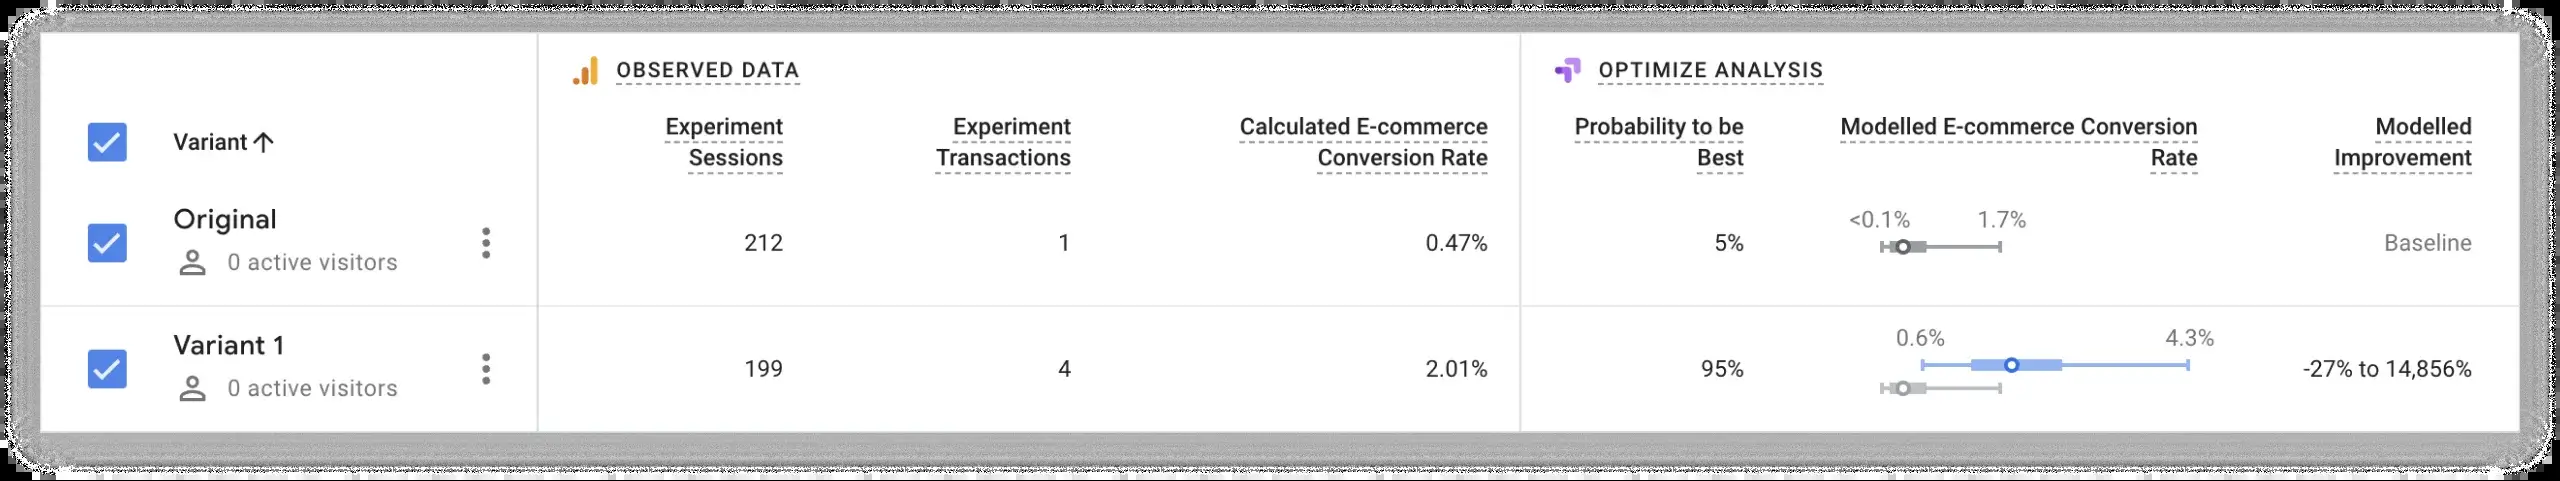 OBSERVED DATA
OPTIMIZE ANALYSIS
Variant
Experiment
Sessions
Experiment
Transactions
Calculated E-commerce
Conversion Rate
Probability to be
Best
Modelled E-commerce Conversion
Rate
Modelled
Improvement
Original
0 active visitors
212
1
0.47%
5%
<0.1% 1.7%
Baseline
Variant 1
0 active visitors
199
4
2.01%
95%
0.6% 4.3%
-27% to 14,856%